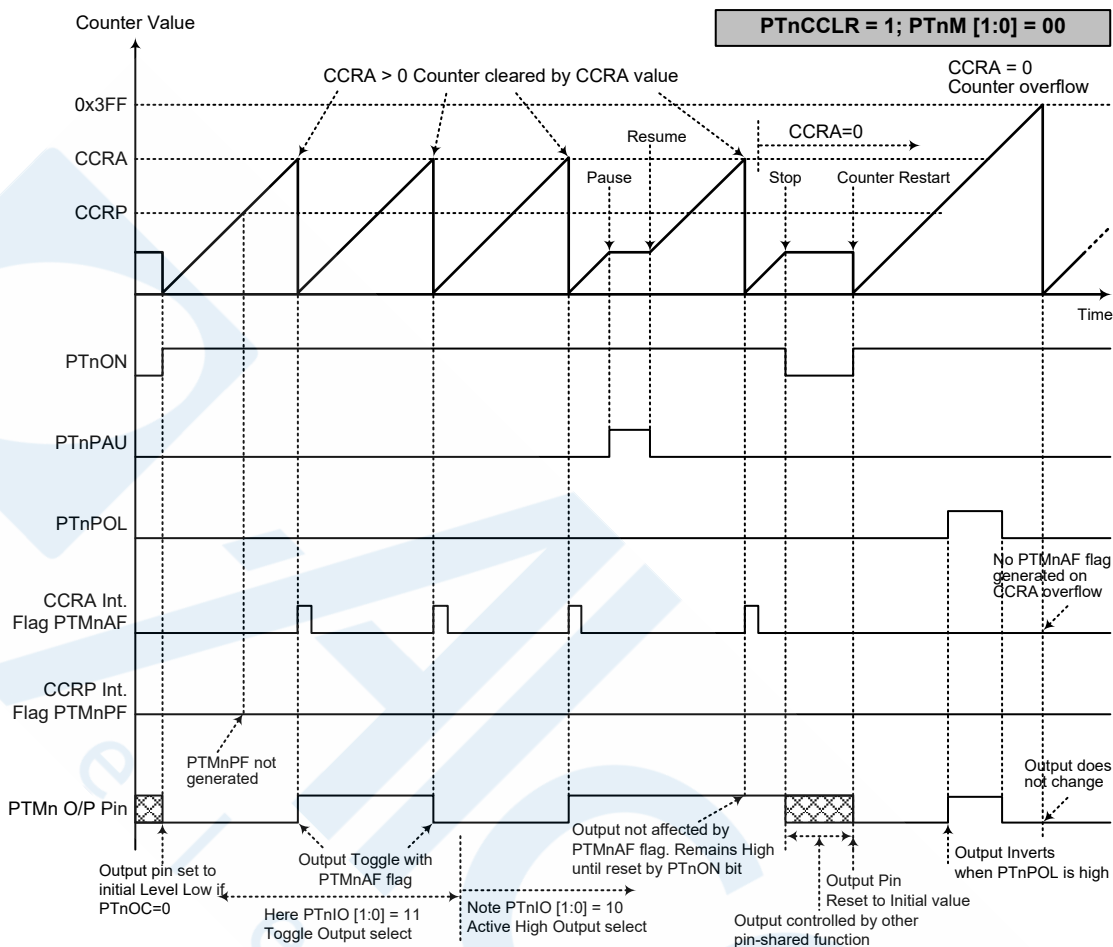 Counter Value
PTnCCLR = 1; PTnM [1:0] = 00
CCRA > 0 Counter cleared by CCRA value
CCRA = 0
Counter overflow
0x3FF
Resume
CCRA=0
CCRA
Pause
Stop
Counter Restart
CCRP
Time
PTnON
PTnPAU
PTnPOL
No PTMnAF flag
generated on
CCRA overflow
CCRA Int.
Flag PTMnAF
CCRP Int.
Flag PTMnPF
PTMnPF not
generated
Output does
not change
PTMn O/P Pin
Output pin set to
initial Level Low if
PTnOC=0
Output Toggle with
PTMnAF flag
Output not affected by
PTMnAF flag. Remains High
until reset by PTnON bit
Output Inverts
when PTnPOL is high
Output Pin
Reset to Initial value
Here PTnIO [1:0] = 11
Toggle Output select
Note PTnIO [1:0] = 10
Active High Output select
Output controlled by other
pin-shared function